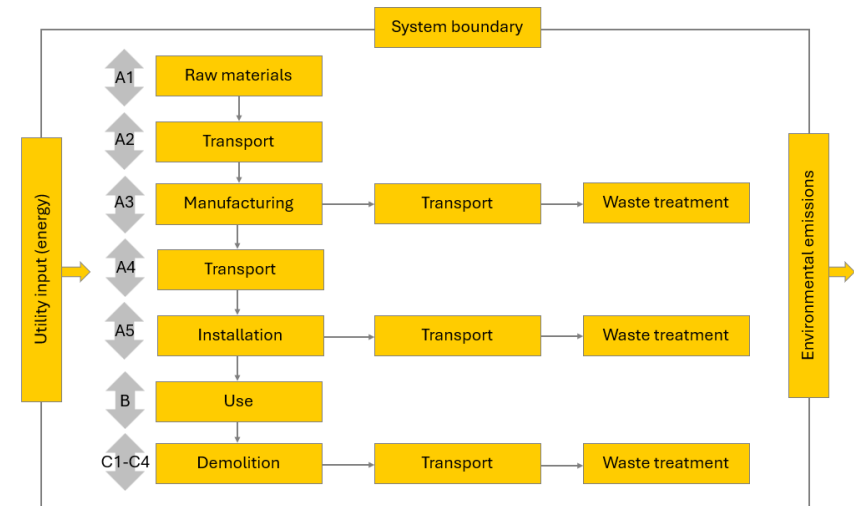 System boundary
A1
Raw materials
A2
Transport
A3
Manufacturing
Transport
Waste treatment
A4
Transport
A5
Installation
Transport
Waste treatment
B
Use
C1-C4
Demolition
Transport
Waste treatment
Utility input (energy)
Environmental emissions